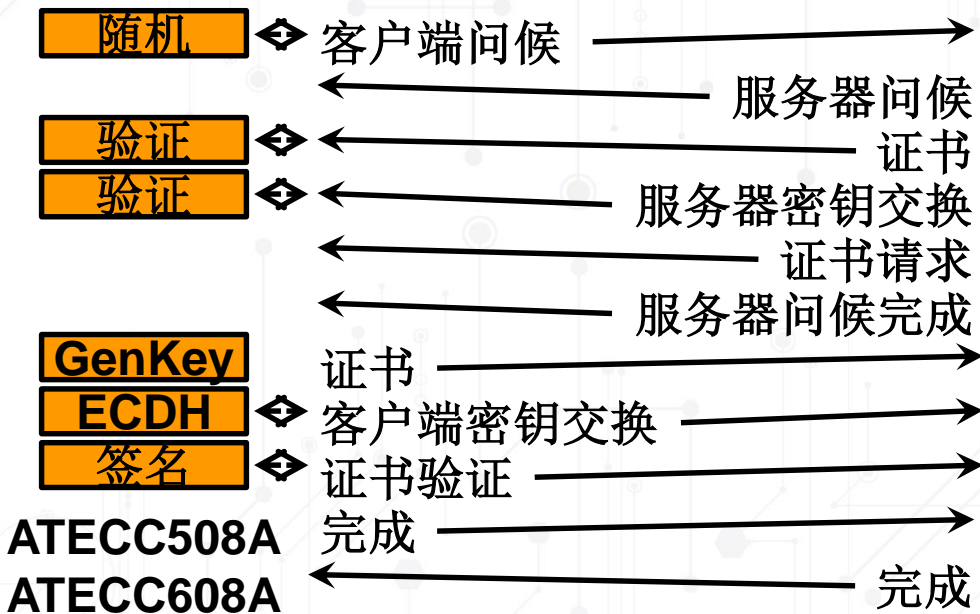 随机 客户端问候
服务器问候
验证 证书
验证 服务器密钥交换
证书请求
服务器问候完成
GenKey 证书
ECDH 客户端密钥交换
签名 证书验证
ATECC508A 完成
ATECC608A 完成